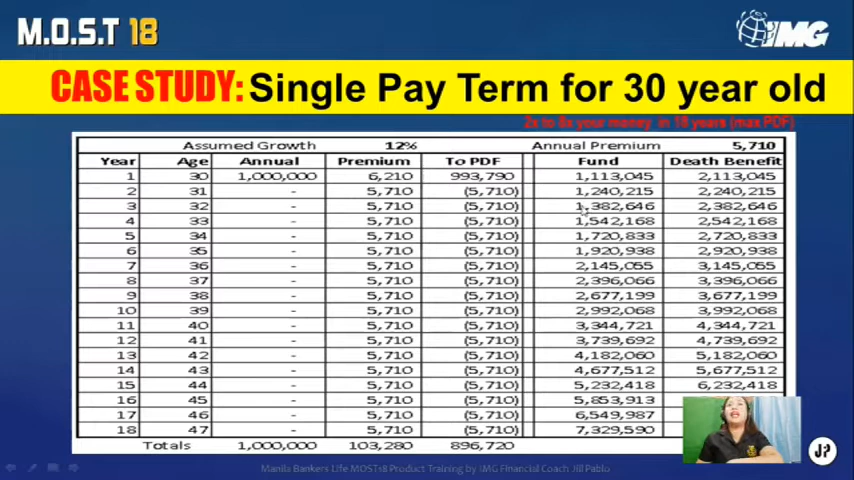 M.O.S.T 18
IMG
CASE STUDY: Single Pay Term for 30 year old
2x to 8x your money in 18 years (max PDF)
Assumed Growth 12% Annual Premium 5,710
Year Age Annual Premium To PDF Fund Death Benefit
1 30 1,000,000 6,210 993,790 1,113,045 2,113,045
2 31 - 5,710 (5,710) 1,240,215 2,240,215
3 32 - 5,710 (5,710) 1,382,646 2,382,646
4 33 - 5,710 (5,710) 1,542,168 2,542,168
5 34 - 5,710 (5,710) 1,720,833 2,720,833
6 35 - 5,710 (5,710) 1,920,938 2,920,938
7 36 - 5,710 (5,710) 2,145,055 3,145,055
8 37 - 5,710 (5,710) 2,396,066 3,396,066
9 38 - 5,710 (5,710) 2,677,199 3,677,199
10 39 - 5,710 (5,710) 2,992,068 3,992,068
11 40 - 5,710 (5,710) 3,344,721 4,344,721
12 41 - 5,710 (5,710) 3,739,692 4,739,692
13 42 - 5,710 (5,710) 4,182,060 5,182,060
14 43 - 5,710 (5,710) 4,677,512 5,677,512
15 44 - 5,710 (5,710) 5,232,418 6,232,418
16 45 - 5,710 (5,710) 5,853,913
17 46 - 5,710 (5,710) 6,549,987
18 47 - 5,710 (5,710) 7,329,590
Totals 1,000,000 103,280 896,720
JP
Manila Bankers Life MOST18 Product Training by IMG Financial Coach Jill Pablo